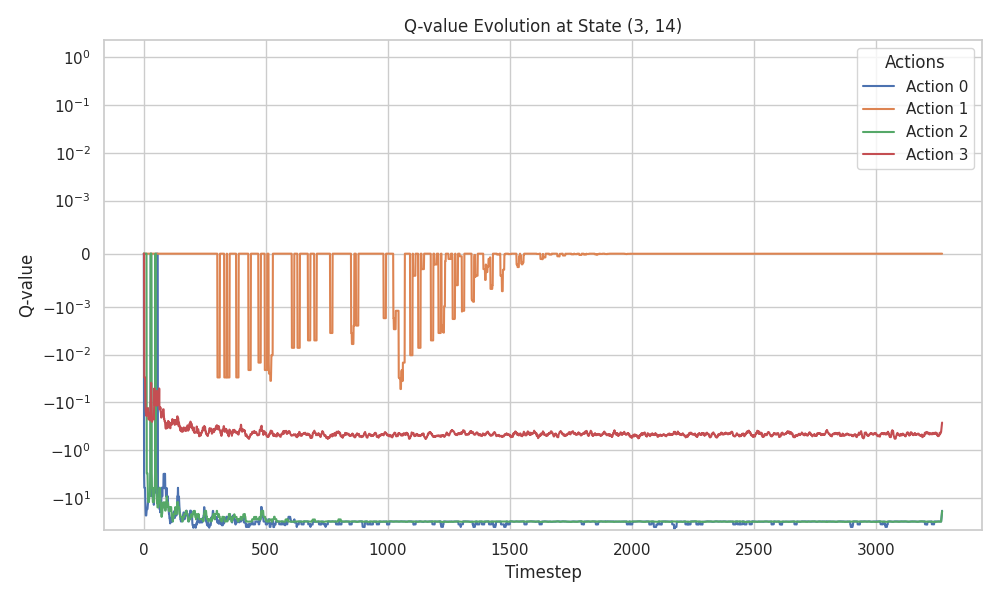 Q-value Evolution at State (3, 14)
10^0
10^-1
10^-2
10^-3
0
-10^-3
-10^-2
-10^-1
-10^0
-10^1
Q-value
Actions
Action 0
Action 1
Action 2
Action 3
0 500 1000 1500 2000 2500 3000
Timestep